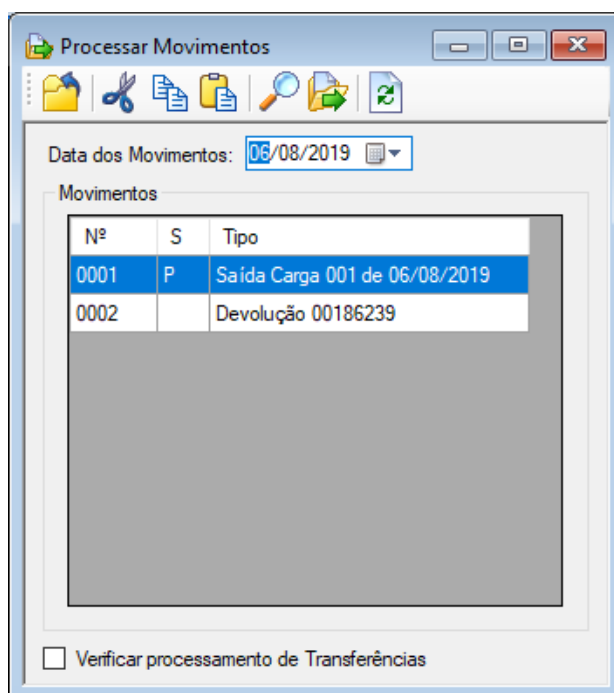 Processar Movimentos
Data dos Movimentos: 06/08/2019
Movimentos
Nº S Tipo
0001 P Saída Carga 001 de 06/08/2019
0002 Devolução 00186239
Verificar processamento de Transferências